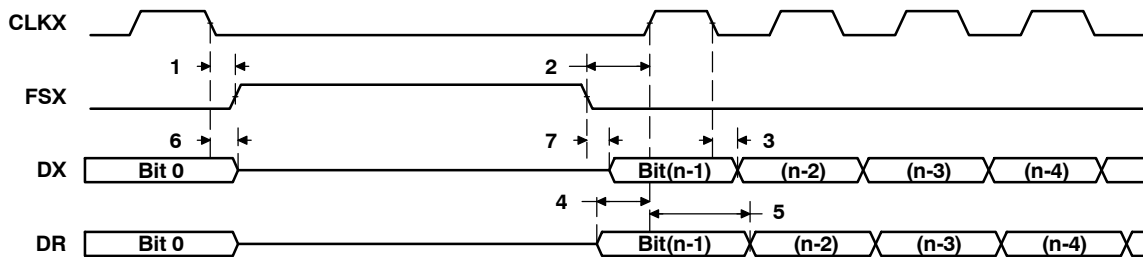 CLKX
1 2
FSX
6 7 3
DX Bit 0 Bit(n-1) (n-2) (n-3) (n-4)
4 5
DR Bit 0 Bit(n-1) (n-2) (n-3) (n-4)